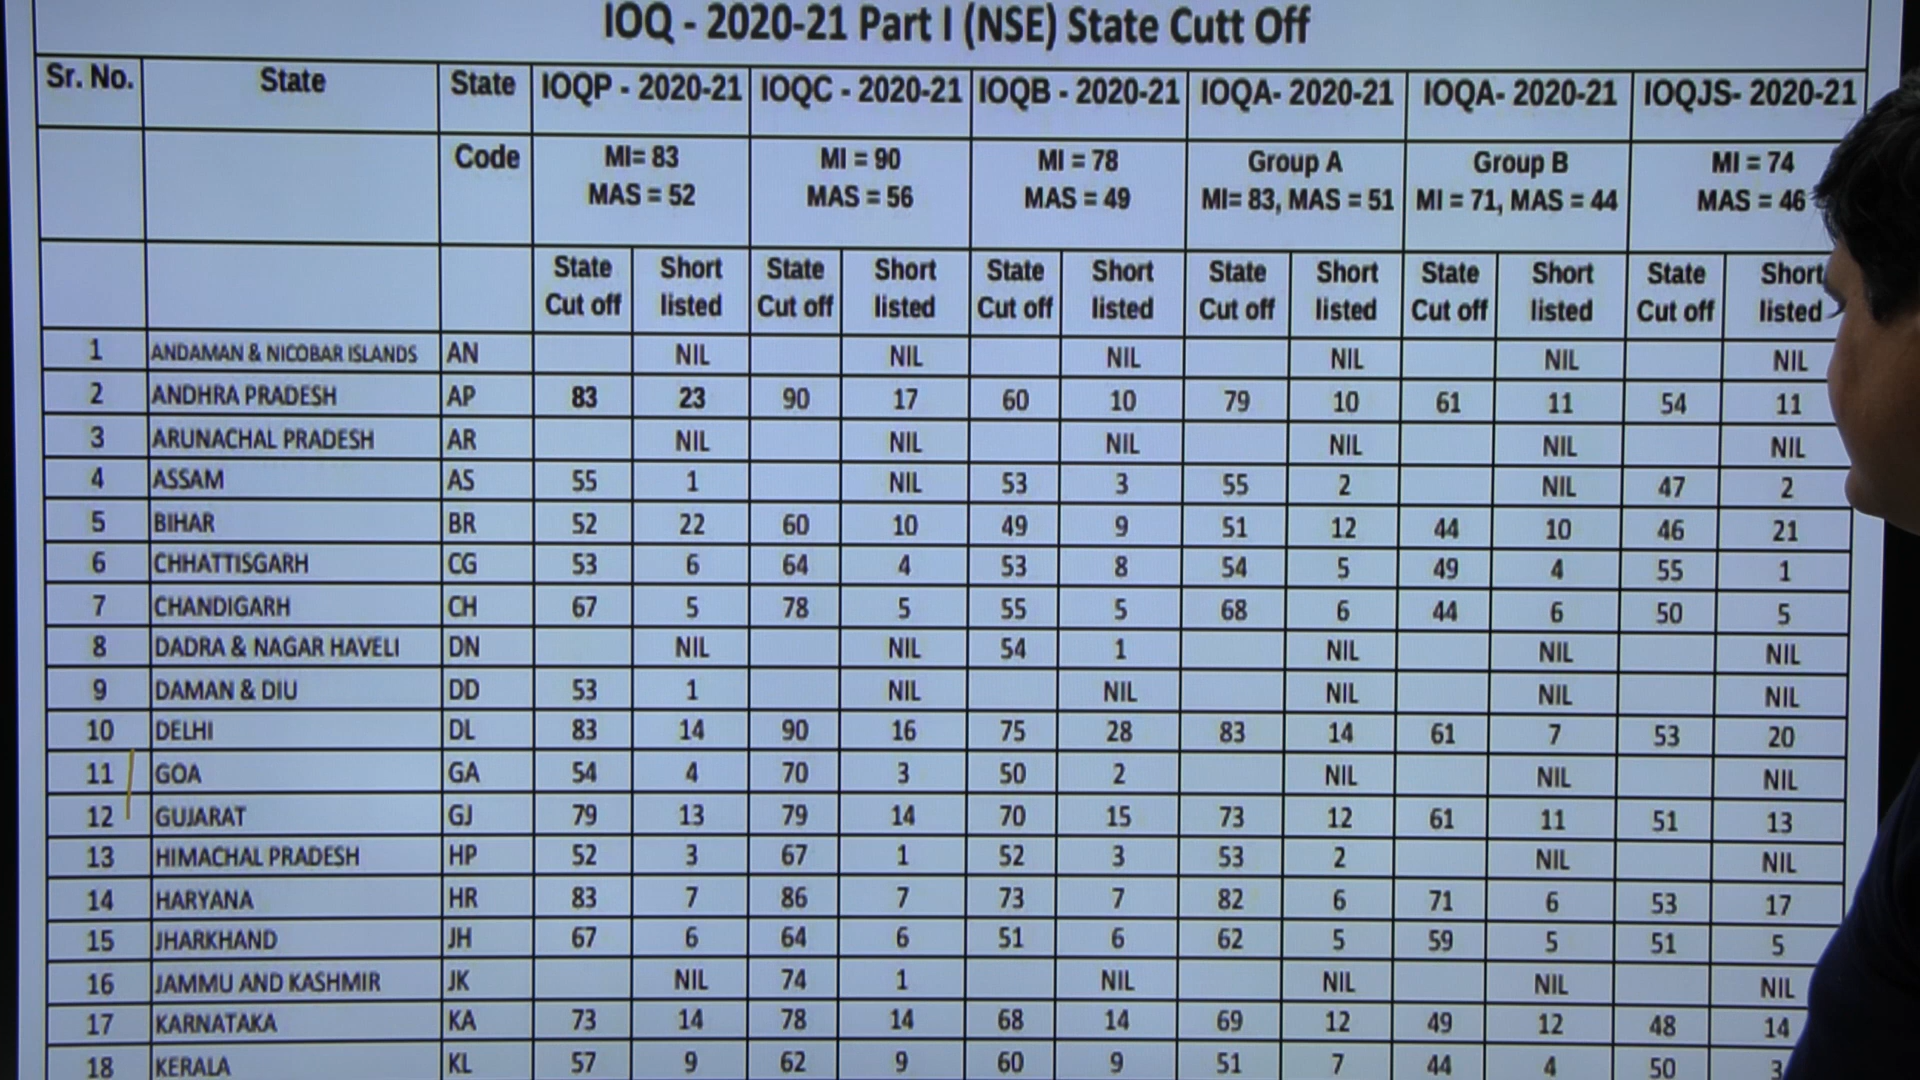 IOQ - 2020-21 Part I (NSE) State Cutt Off
Sr. No. State State IOQP - 2020-21 IOQC - 2020-21 IOQB - 2020-21 IOQA- 2020-21 IOQA- 2020-21 IOQJS- 2020-21
Code MI= 83 MI = 90 MI = 78 Group A Group B MI = 74
MAS = 52 MAS = 56 MAS = 49 MI= 83, MAS = 51 MI = 71, MAS = 44 MAS = 46
State Short State Short State Short State Short State Short State Short
Cut off listed Cut off listed Cut off listed Cut off listed Cut off listed Cut off listed
1 ANDAMAN & NICOBAR ISLANDS AN NIL NIL NIL NIL NIL NIL
2 ANDHRA PRADESH AP 83 23 90 17 60 10 79 10 61 11 54 11
3 ARUNACHAL PRADESH AR NIL NIL NIL NIL NIL NIL
4 ASSAM AS 55 1 NIL 53 3 55 2 NIL 47 2
5 BIHAR BR 52 22 60 10 49 9 51 12 44 10 46 21
6 CHHATTISGARH CG 53 6 64 4 53 8 54 5 49 4 55 1
7 CHANDIGARH CH 67 5 78 5 55 5 68 6 44 6 50 5
8 DADRA & NAGAR HAVELI DN NIL NIL 54 1 NIL NIL NIL
9 DAMAN & DIU DD 53 1 NIL NIL NIL NIL NIL
10 DELHI DL 83 14 90 16 75 28 83 14 61 7 53 20
11 GOA GA 54 4 70 3 50 2 NIL NIL NIL
12 GUJARAT GJ 79 13 79 14 70 15 73 12 61 11 51 13
13 HIMACHAL PRADESH HP 52 3 67 1 52 3 53 2 NIL NIL
14 HARYANA HR 83 7 86 7 73 7 82 6 71 6 53 17
15 JHARKHAND JH 67 6 64 6 51 6 62 5 59 5 51 5
16 JAMMU AND KASHMIR JK NIL 74 1 NIL NIL NIL NIL
17 KARNATAKA KA 73 14 78 14 68 14 69 12 49 12 48 14
18 KERALA KL 57 9 62 9 60 9 51 7 44 4 50 3